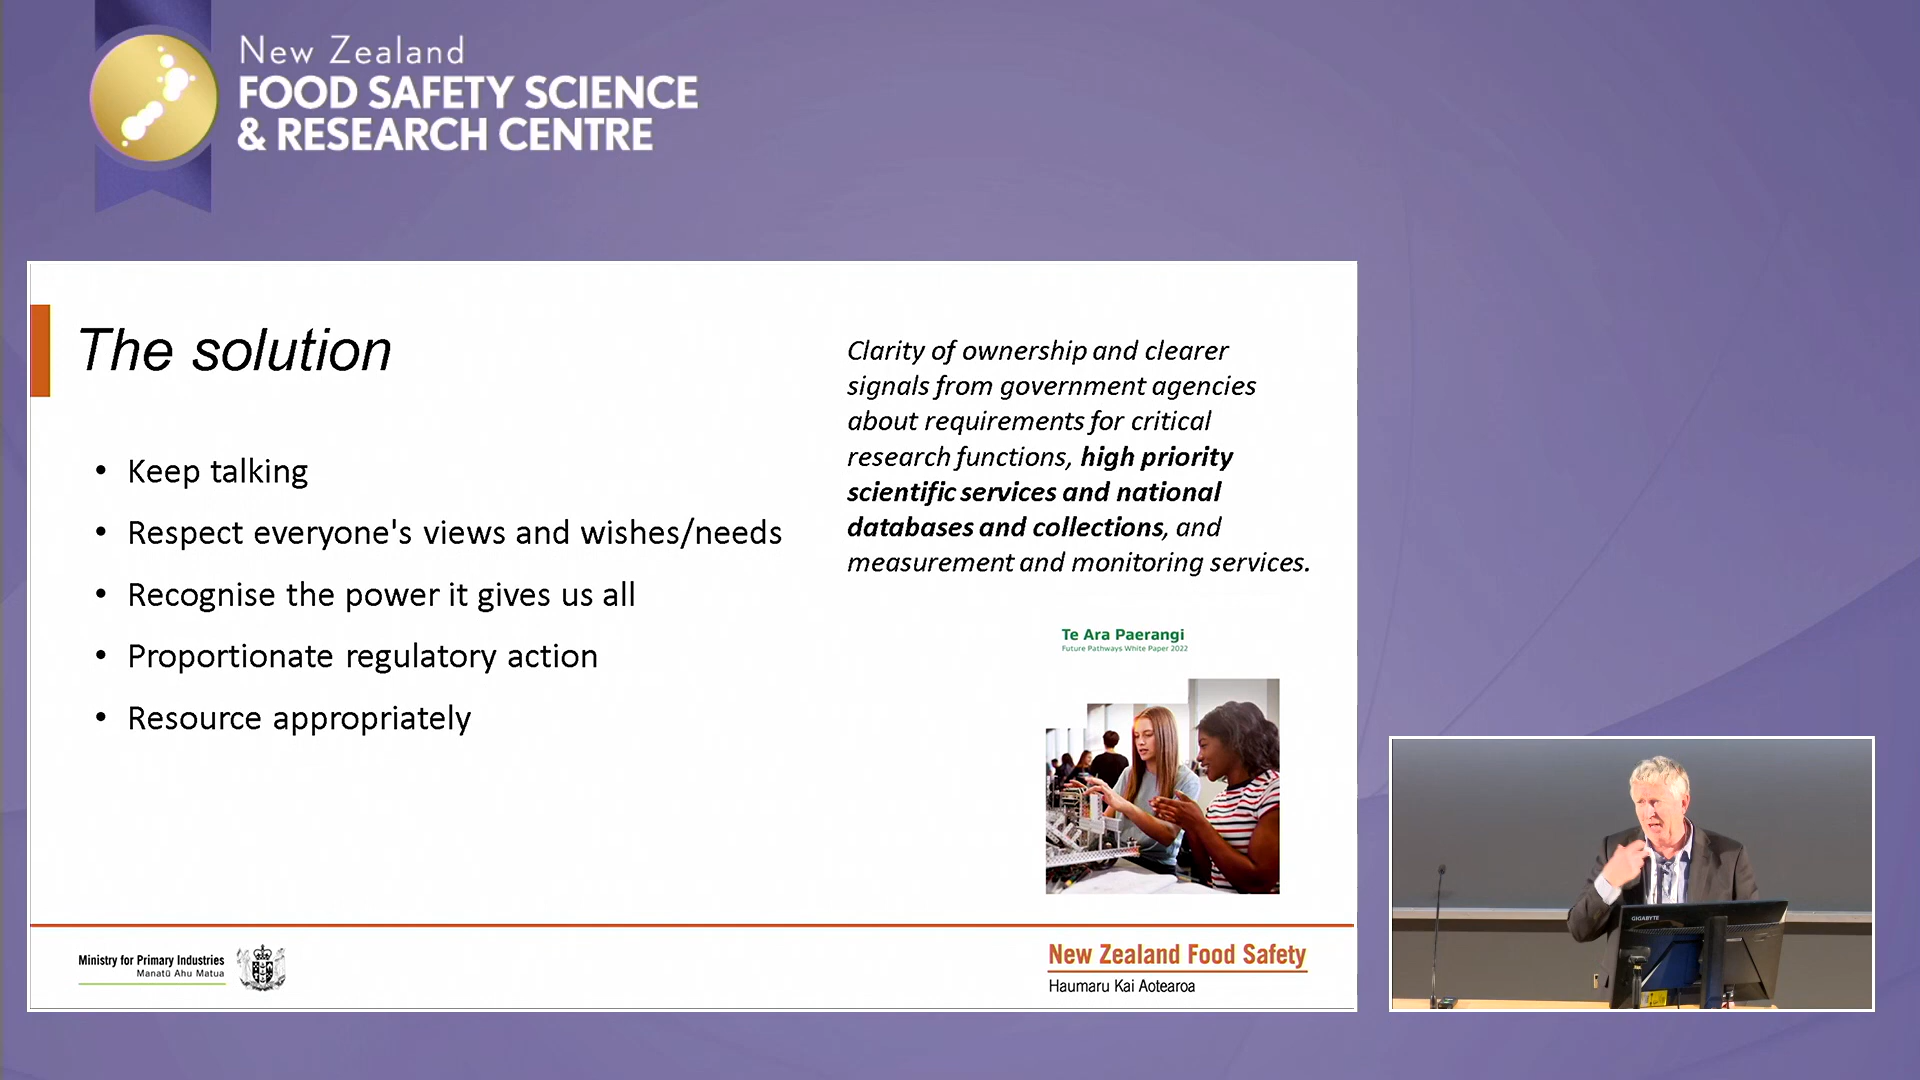 New Zealand
FOOD SAFETY SCIENCE
& RESEARCH CENTRE
The solution
• Keep talking
• Respect everyone's views and wishes/needs
• Recognise the power it gives us all
• Proportionate regulatory action
• Resource appropriately
Clarity of ownership and clearer
signals from government agencies
about requirements for critical
research functions, high priority
scientific services and national
databases and collections, and
measurement and monitoring services.
Te Ara Paerangi
Future Pathways White Paper 2022
Ministry for Primary Industries
Manatū Ahu Matua
New Zealand Food Safety
Haumaru Kai Aotearoa
GIGABYTE